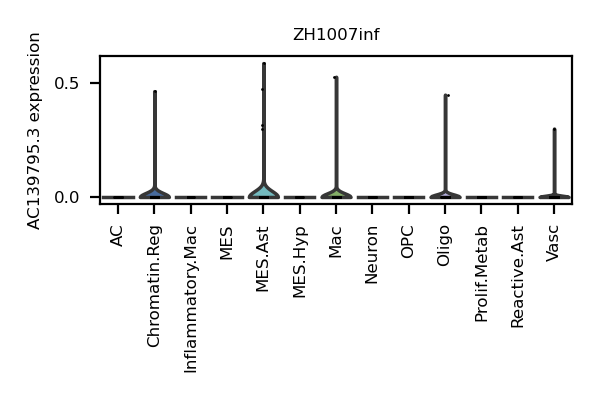 ZH1007inf
AC139795.3 expression
0.5
0.0
AC
Chromatin.Reg
Inflammatory.Mac
MES
MES.Ast
MES.Hyp
Mac
Neuron
OPC
Oligo
Prolif.Metab
Reactive.Ast
Vasc